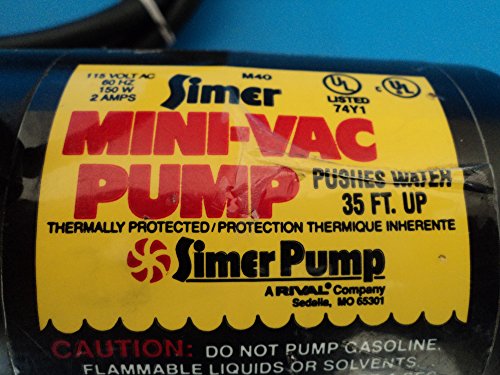 115 VOLT AC
60 HZ
150 W
2 AMPS
M40
Simer
UL
LISTED
74Y1
C UL
MINI-VAC
PUMP
PUSHES WATER
35 FT. UP
THERMALLY PROTECTED/PROTECTION THERMIQUE INHERENTE
Simer Pump
A RIVAL® Company
Sedalia, MO 65301
CAUTION: DO NOT PUMP GASOLINE,
FLAMMABLE LIQUIDS OR SOLVENTS.